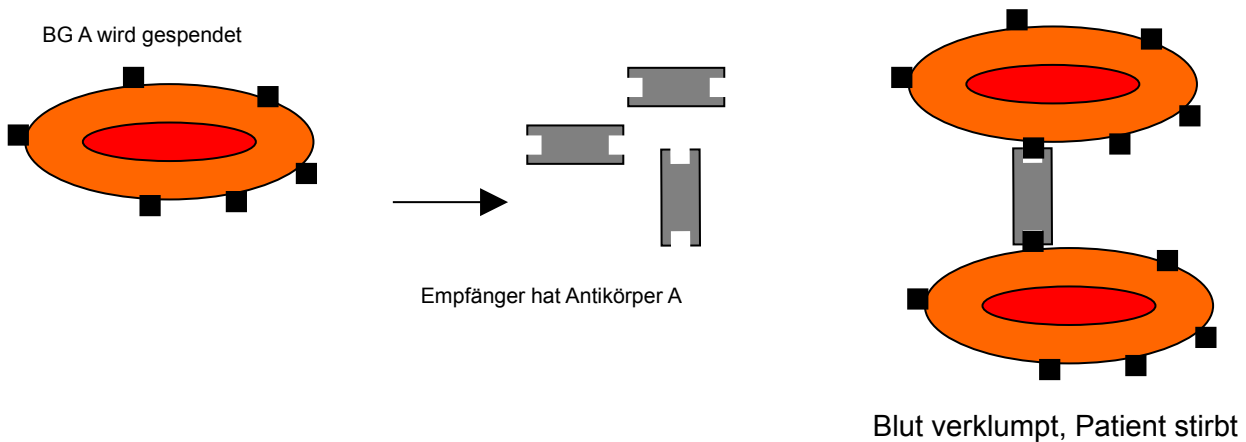 BG A wird gespendet
Empfänger hat Antikörper A
Blut verklumpt, Patient stirbt